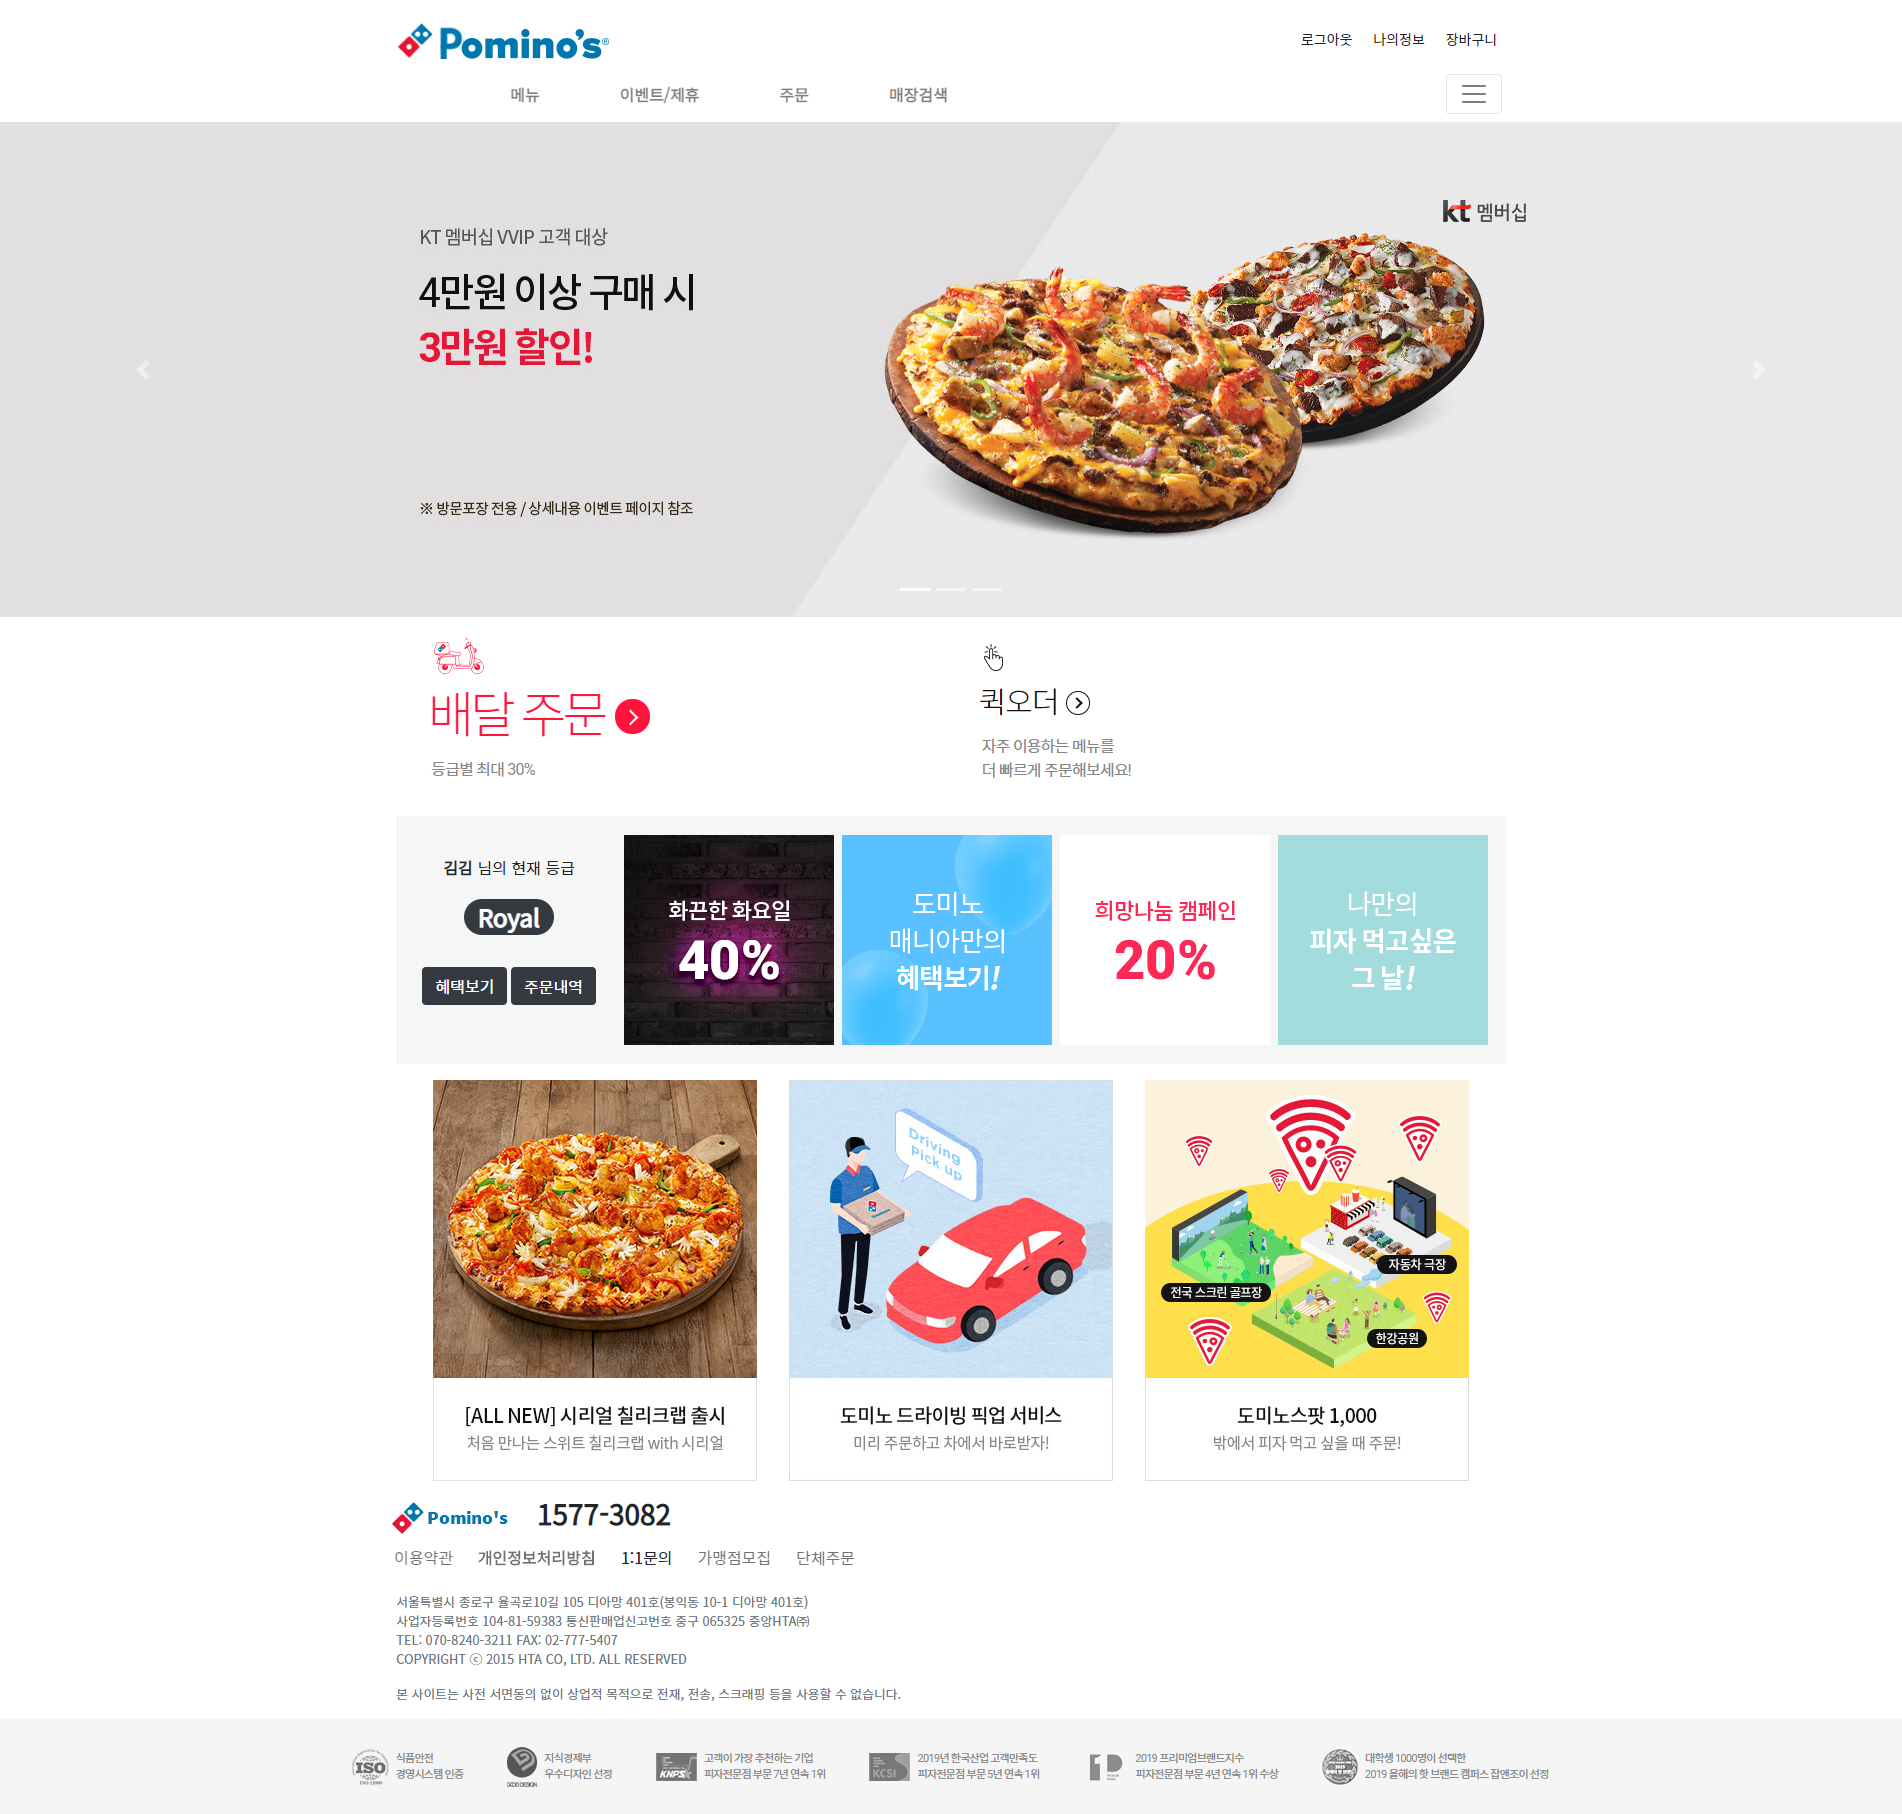 Pomino's®
로그아웃 나의정보 장바구니
메뉴 이벤트/제휴 주문 매장검색
kt 멤버십
KT 멤버십 VVIP 고객 대상
4만원 이상 구매 시
3만원 할인!
※ 방문포장 전용 / 상세내용 이벤트 페이지 참조
배달 주문
등급별 최대 30%
퀵오더
자주 이용하는 메뉴를
더 빠르게 주문해보세요!
김김 님의 현재 등급
Royal
혜택보기 주문내역
화끈한 화요일
40%
도미노
매니아만의
혜택보기!
희망나눔 캠페인
20%
나만의
피자 먹고싶은
그 날!
Driving
Pick up
Pomino's
자동차 극장
전국 스크린 골프장
한강공원
[ALL NEW] 시리얼 칠리크랩 출시
처음 만나는 스위트 칠리크랩 with 시리얼
도미노 드라이빙 픽업 서비스
미리 주문하고 차에서 바로받자!
도미노스팟 1,000
밖에서 피자 먹고 싶을 때 주문!
Pomino's 1577-3082
이용약관 개인정보처리방침 1:1문의 가맹점모집 단체주문
서울특별시 종로구 율곡로10길 105 디아망 401호(봉익동 10-1 디아망 401호)
사업자등록번호 104-81-59383 통신판매업신고번호 중구 065325 중앙HTA㈜
TEL: 070-8240-3211 FAX: 02-777-5407
COPYRIGHT ⓒ 2015 HTA CO, LTD. ALL RESERVED
본 사이트는 사전 서면동의 없이 상업적 목적으로 전재, 전송, 스크래핑 등을 사용할 수 없습니다.
ISO
ISO 22000
식품안전
경영시스템 인증
GOOD DESIGN
지식경제부
우수디자인 선정
KNPS
고객이 가장 추천하는 기업
피자전문점 부문 7년 연속 1위
KCSI
2019년 한국산업 고객만족도
피자전문점 부문 5년 연속 1위
2019 프리미엄브랜드지수
피자전문점 부문 4년 연속 1위 수상
대학생 1000명이 선택한
2019 올해의 핫 브랜드 캠퍼스 잡앤조이 선정